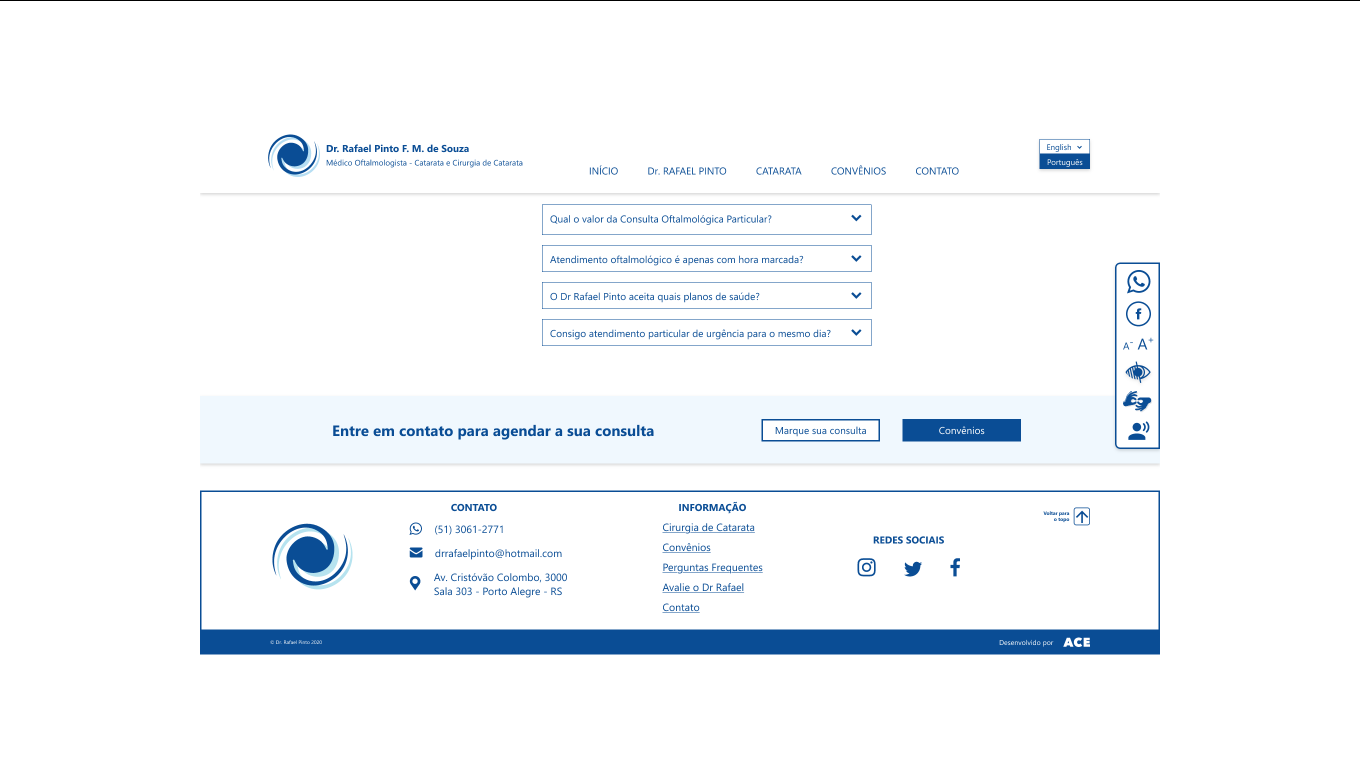 Dr. Rafael Pinto F. M. de Souza
Médico Oftalmologista - Catarata e Cirurgia de Catarata
INÍCIO
Dr. RAFAEL PINTO
CATARATA
CONVÊNIOS
CONTATO
English
Português
Qual o valor da Consulta Oftalmológica Particular?
Atendimento oftalmológico é apenas com hora marcada?
O Dr Rafael Pinto aceita quais planos de saúde?
Consigo atendimento particular de urgência para o mesmo dia?
A- A+
Entre em contato para agendar a sua consulta
Marque sua consulta
Convênios
CONTATO
(51) 3061-2771
drrafaelpinto@hotmail.com
Av. Cristóvão Colombo, 3000
Sala 303 - Porto Alegre - RS
INFORMAÇÃO
Cirurgia de Catarata
Convênios
Perguntas Frequentes
Avalie o Dr Rafael
Contato
REDES SOCIAIS
Voltar para
o topo
© Dr. Rafael Pinto 2020
Desenvolvido por ACE